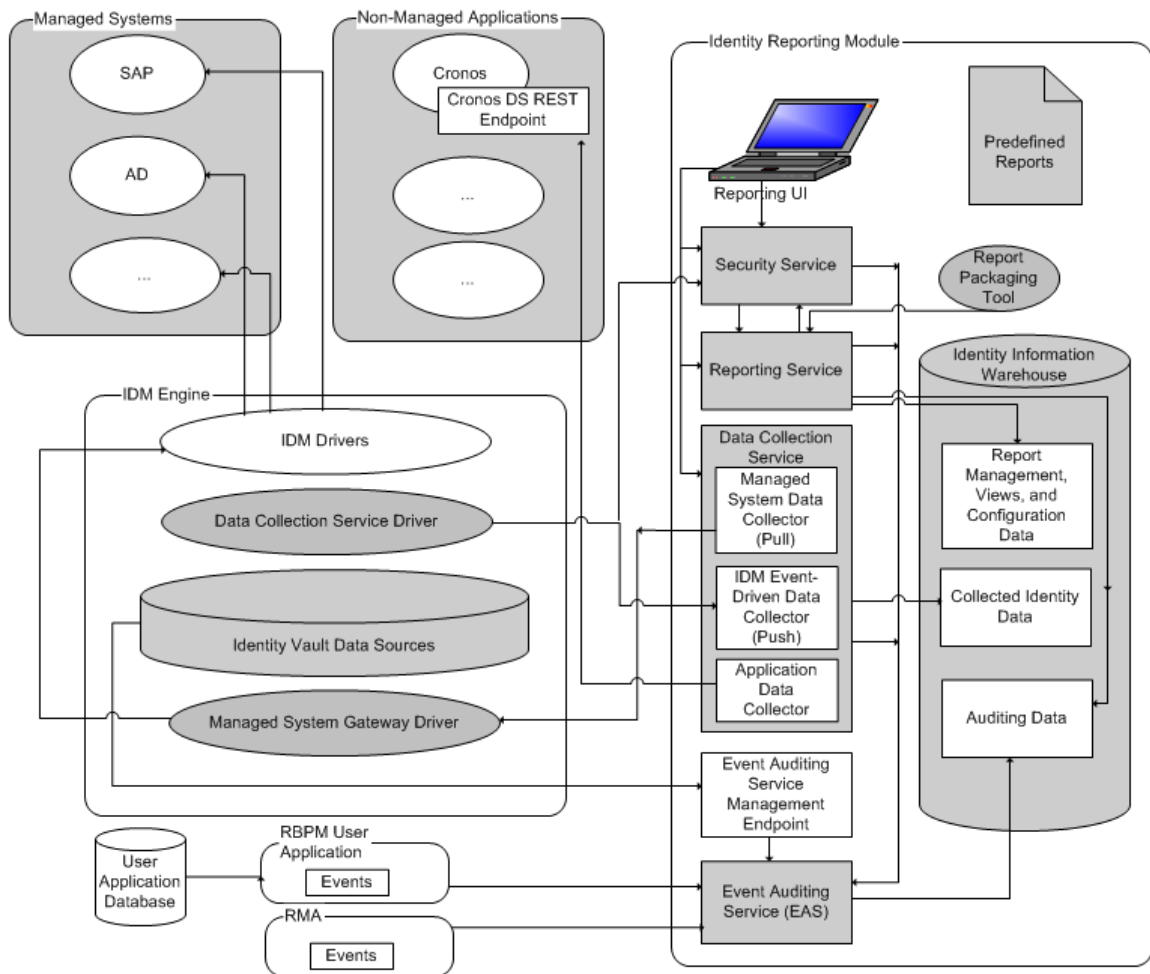 Managed Systems
SAP
AD
...
Non-Managed Applications
Cronos
Cronos DS REST
Endpoint
...
...
Identity Reporting Module
Reporting UI
Predefined
Reports
Security Service
Report
Packaging
Tool
Reporting Service
Identity Information
Warehouse
Data Collection
Service
Managed
System Data
Collector
(Pull)
IDM Event-
Driven Data
Collector
(Push)
Application
Data
Collector
Report
Management,
Views, and
Configuration
Data
Collected Identity
Data
Auditing Data
Event Auditing
Service
Management
Endpoint
Event Auditing
Service (EAS)
IDM Engine
IDM Drivers
Data Collection Service Driver
Identity Vault Data Sources
Managed System Gateway Driver
User
Application
Database
RBPM User
Application
Events
RMA
Events